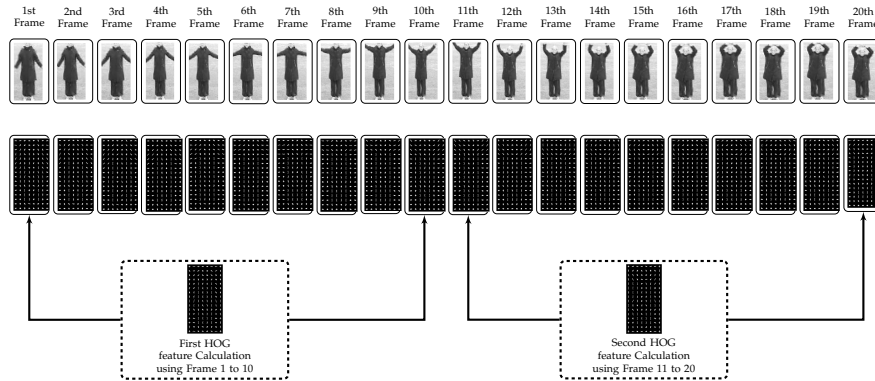 1st 2nd 3rd 4th 5th 6th 7th 8th 9th 10th 11th 12th 13th 14th 15th 16th 17th 18th 19th 20th
Frame Frame Frame Frame Frame Frame Frame Frame Frame Frame Frame Frame Frame Frame Frame Frame Frame Frame Frame Frame
First HOG
feature Calculation
using Frame 1 to 10
Second HOG
feature Calculation
using Frame 11 to 20